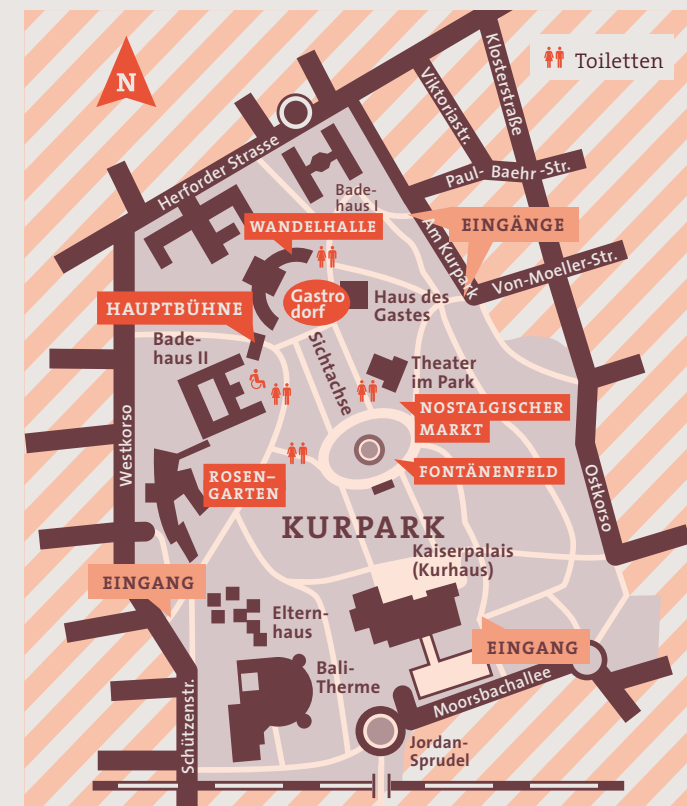 N
Toiletten
Klosterstraße
Viktoriastr.
Herforder Strasse
Paul- Baehr -Str.
Bade-
haus I
WANDELHALLE
EINGÄNGE
Am Kurpark
Von-Moeller-Str.
Gastro
dorf
Haus des
Gastes
HAUPTBÜHNE
Bade-
haus II
Sichtachse
Theater
im Park
NOSTALGISCHER
MARKT
Westkorso
ROSEN–
GARTEN
FONTÄNENFELD
Ostkorso
KURPARK
Kaiserpalais
(Kurhaus)
EINGANG
Eltern-
haus
EINGANG
Bali-
Therme
Moorsbachallee
Schützenstr.
Jordan-
Sprudel